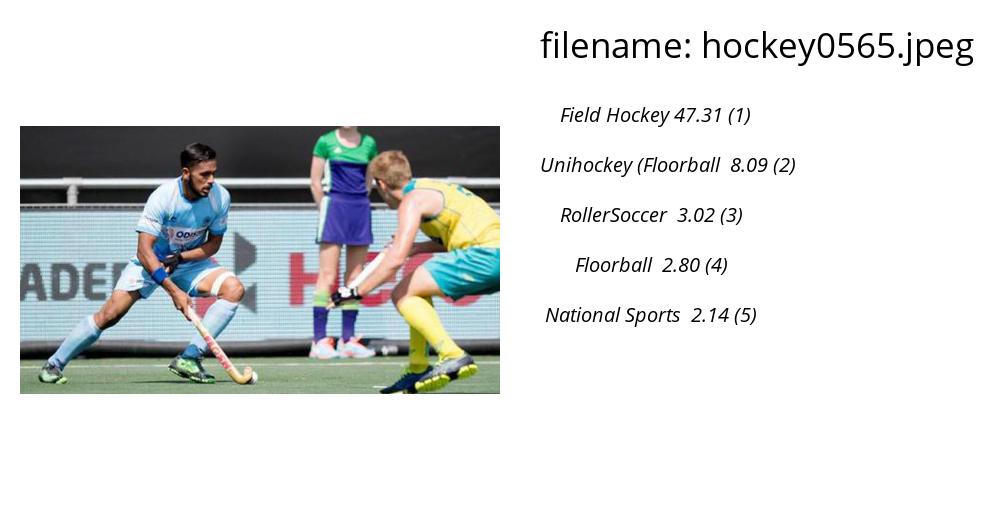 filename: hockey0565.jpeg
Field Hockey 47.31 (1)
Unihockey (Floorball 8.09 (2)
RollerSoccer 3.02 (3)
Floorball 2.80 (4)
National Sports 2.14 (5)
ADE